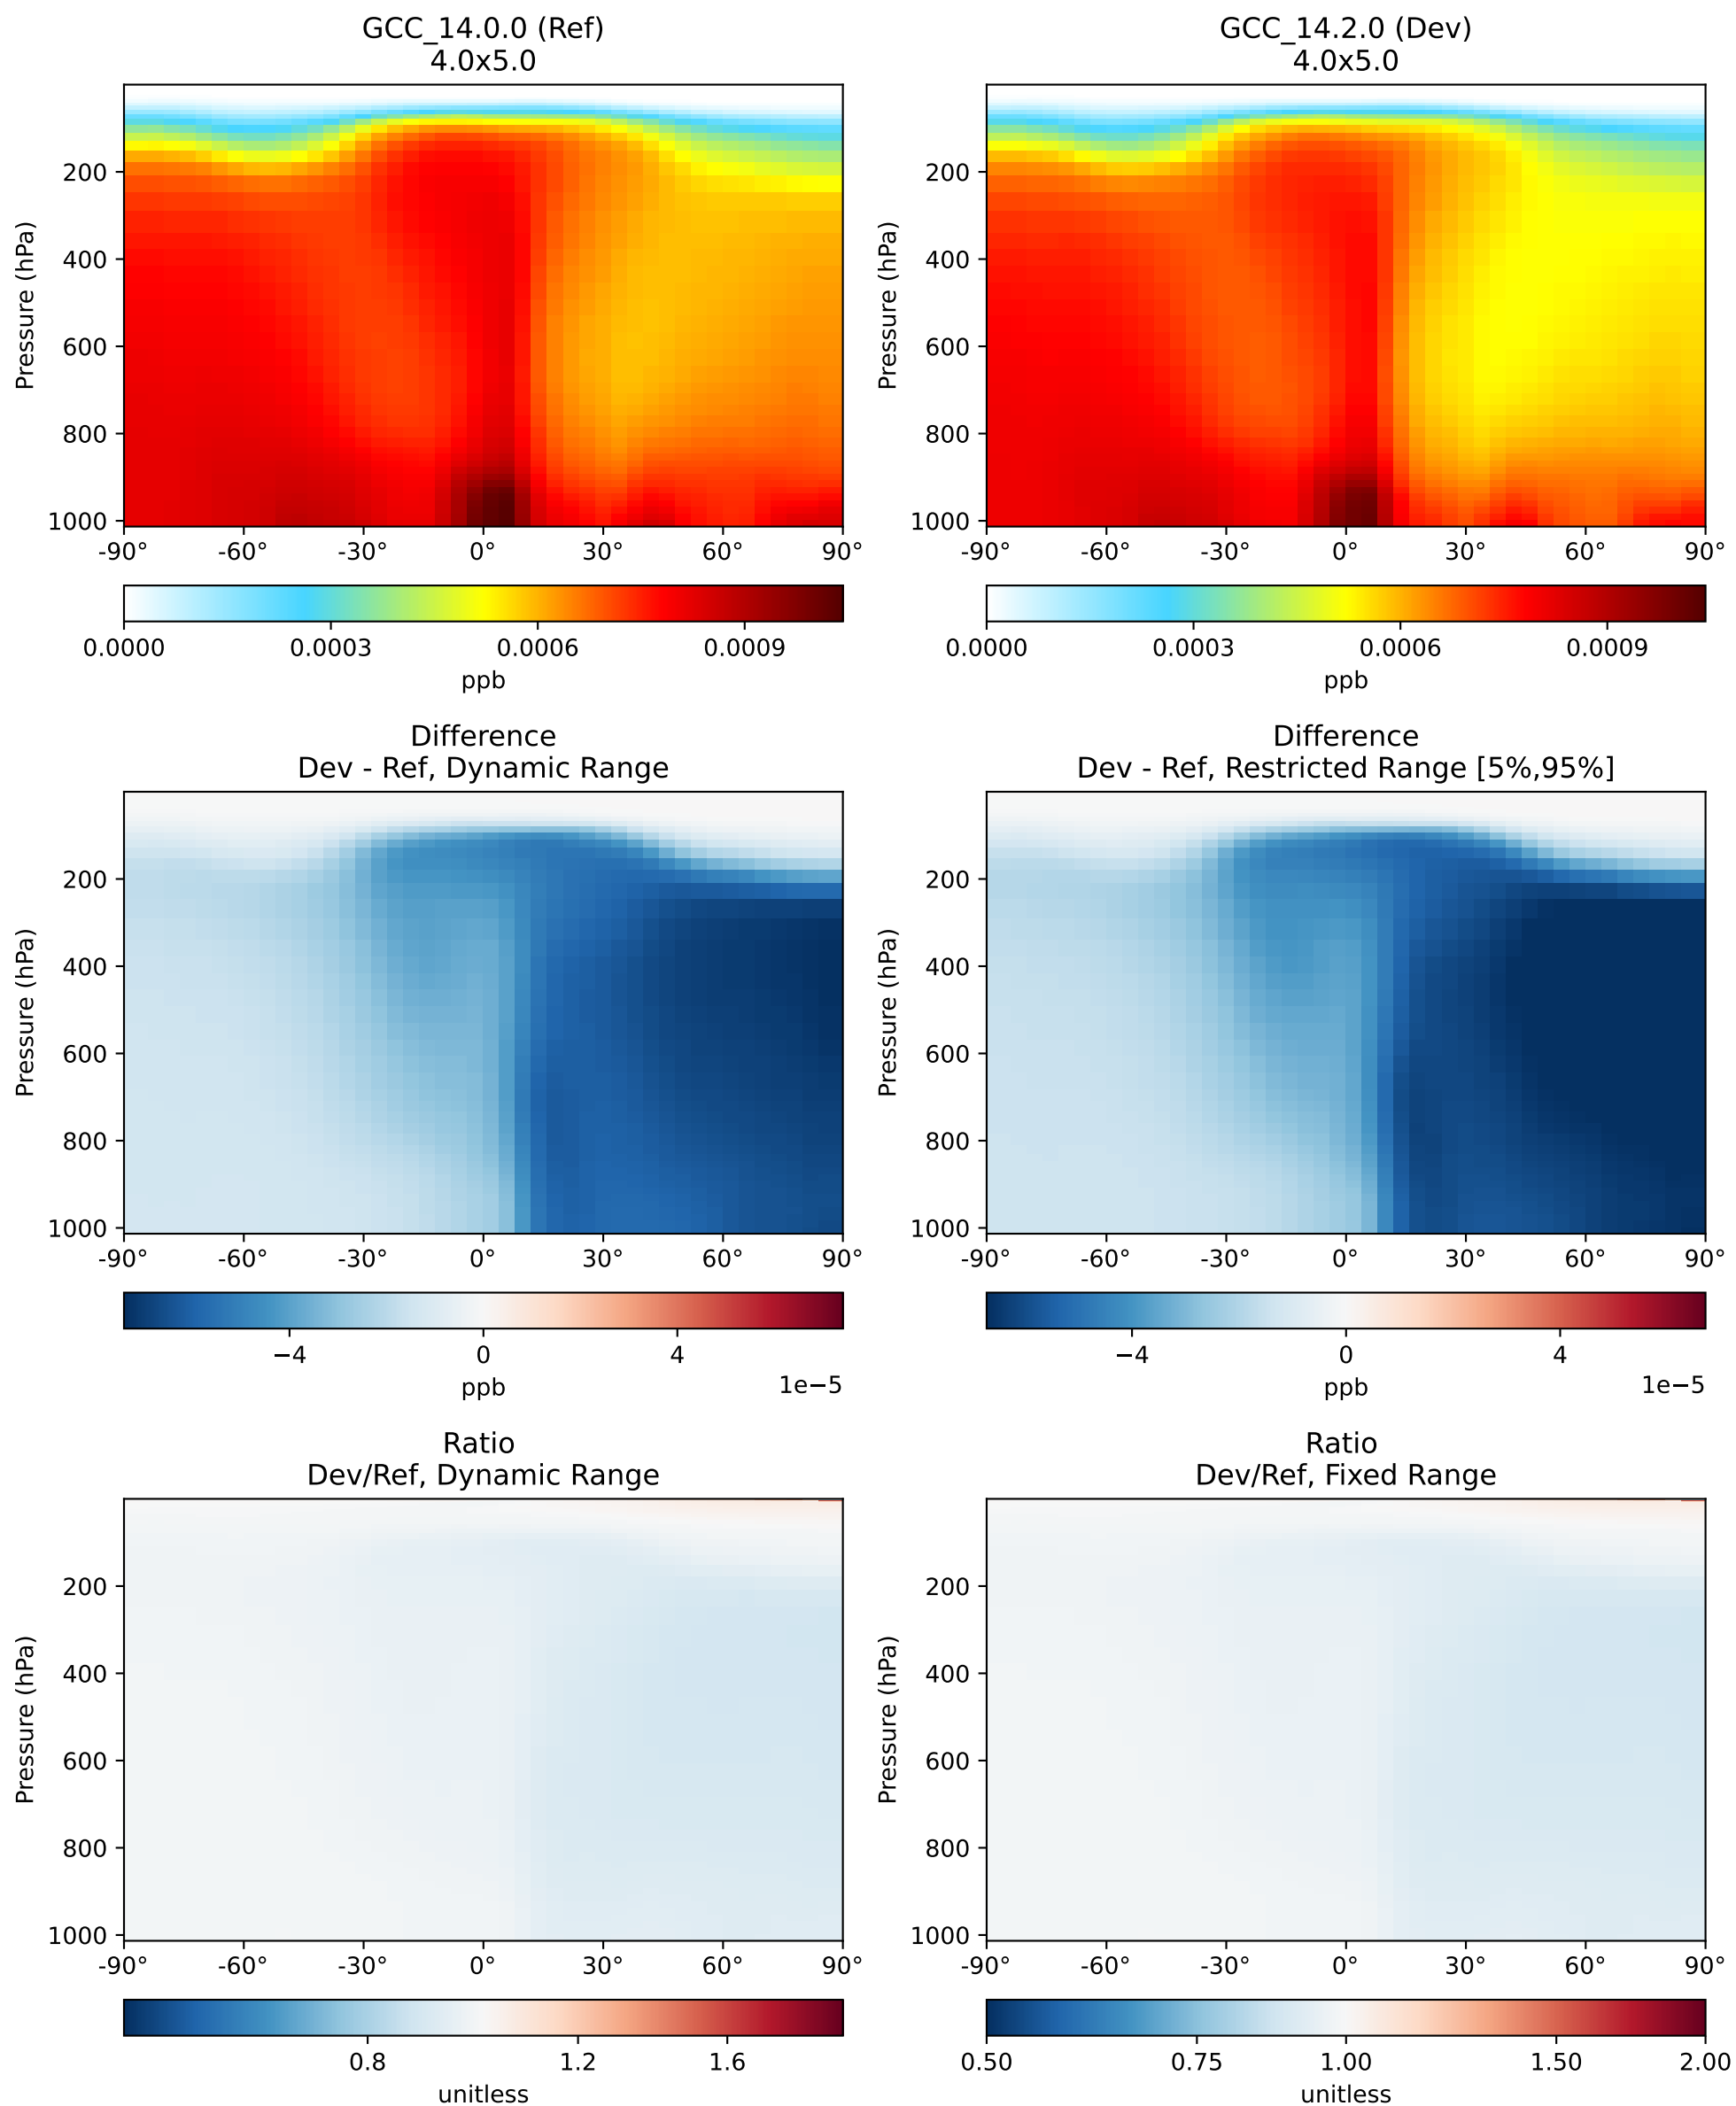 GCC_14.0.0 (Ref)
4.0x5.0
GCC_14.2.0 (Dev)
4.0x5.0
Pressure (hPa)
200
400
600
800
1000
-90° -60° -30° 0° 30° 60° 90°
0.0000 0.0003 0.0006 0.0009
ppb
Pressure (hPa)
200
400
600
800
1000
-90° -60° -30° 0° 30° 60° 90°
0.0000 0.0003 0.0006 0.0009
ppb
Difference
Dev - Ref, Dynamic Range
Pressure (hPa)
200
400
600
800
1000
-90° -60° -30° 0° 30° 60° 90°
−4 0 4
ppb
1e−5
Difference
Dev - Ref, Restricted Range [5%,95%]
Pressure (hPa)
200
400
600
800
1000
-90° -60° -30° 0° 30° 60° 90°
−4 0 4
ppb
1e−5
Ratio
Dev/Ref, Dynamic Range
Pressure (hPa)
200
400
600
800
1000
-90° -60° -30° 0° 30° 60° 90°
0.8 1.2 1.6
unitless
Ratio
Dev/Ref, Fixed Range
Pressure (hPa)
200
400
600
800
1000
-90° -60° -30° 0° 30° 60° 90°
0.50 0.75 1.00 1.50 2.00
unitless